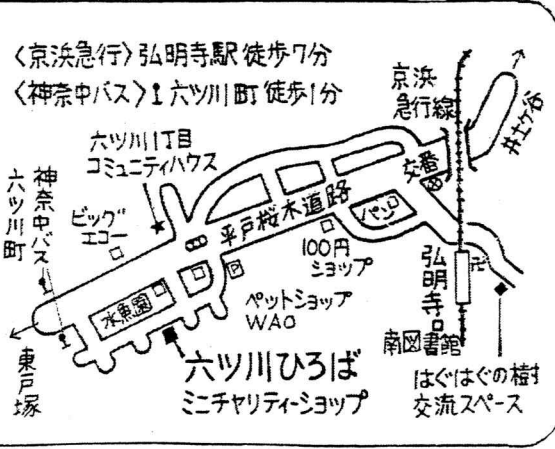 〈京浜急行〉弘明寺駅 徒歩7分
〈神奈中バス〉六ツ川町 徒歩1分
京浜
急行線
井土ヶ谷
六ツ川1丁目
コミュニティハウス
交番
神奈中バス
六ツ川町
ビッグ
エコー
平戸桜木道路
パン
100円
ショップ
弘明寺
卍
水魚園
P
ペットショップ
WAO
南図書館
東戸塚
六ツ川ひろば
ミニチャリティーショップ
はぐはぐの樹
交流スペース